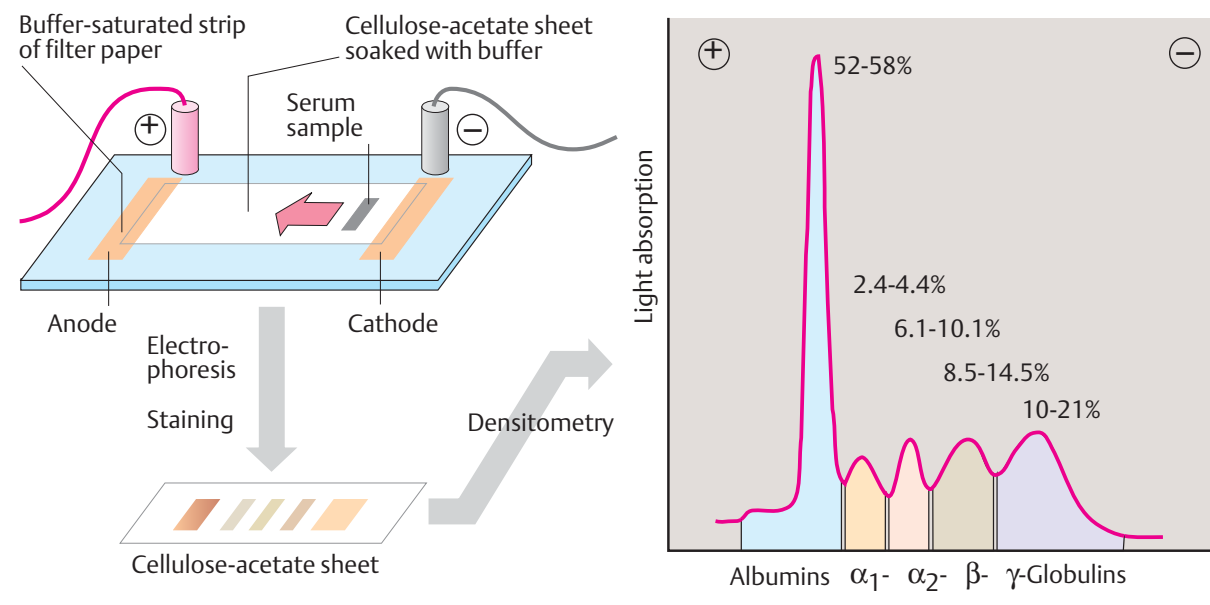 Buffer-saturated strip
of filter paper
Cellulose-acetate sheet
soaked with buffer
Serum
sample
+
−
Anode
Cathode
Electro-
phoresis
Staining
Densitometry
Cellulose-acetate sheet
Light absorption
+
−
52-58%
2.4-4.4%
6.1-10.1%
8.5-14.5%
10-21%
Albumins α₁- α₂- β- γ-Globulins